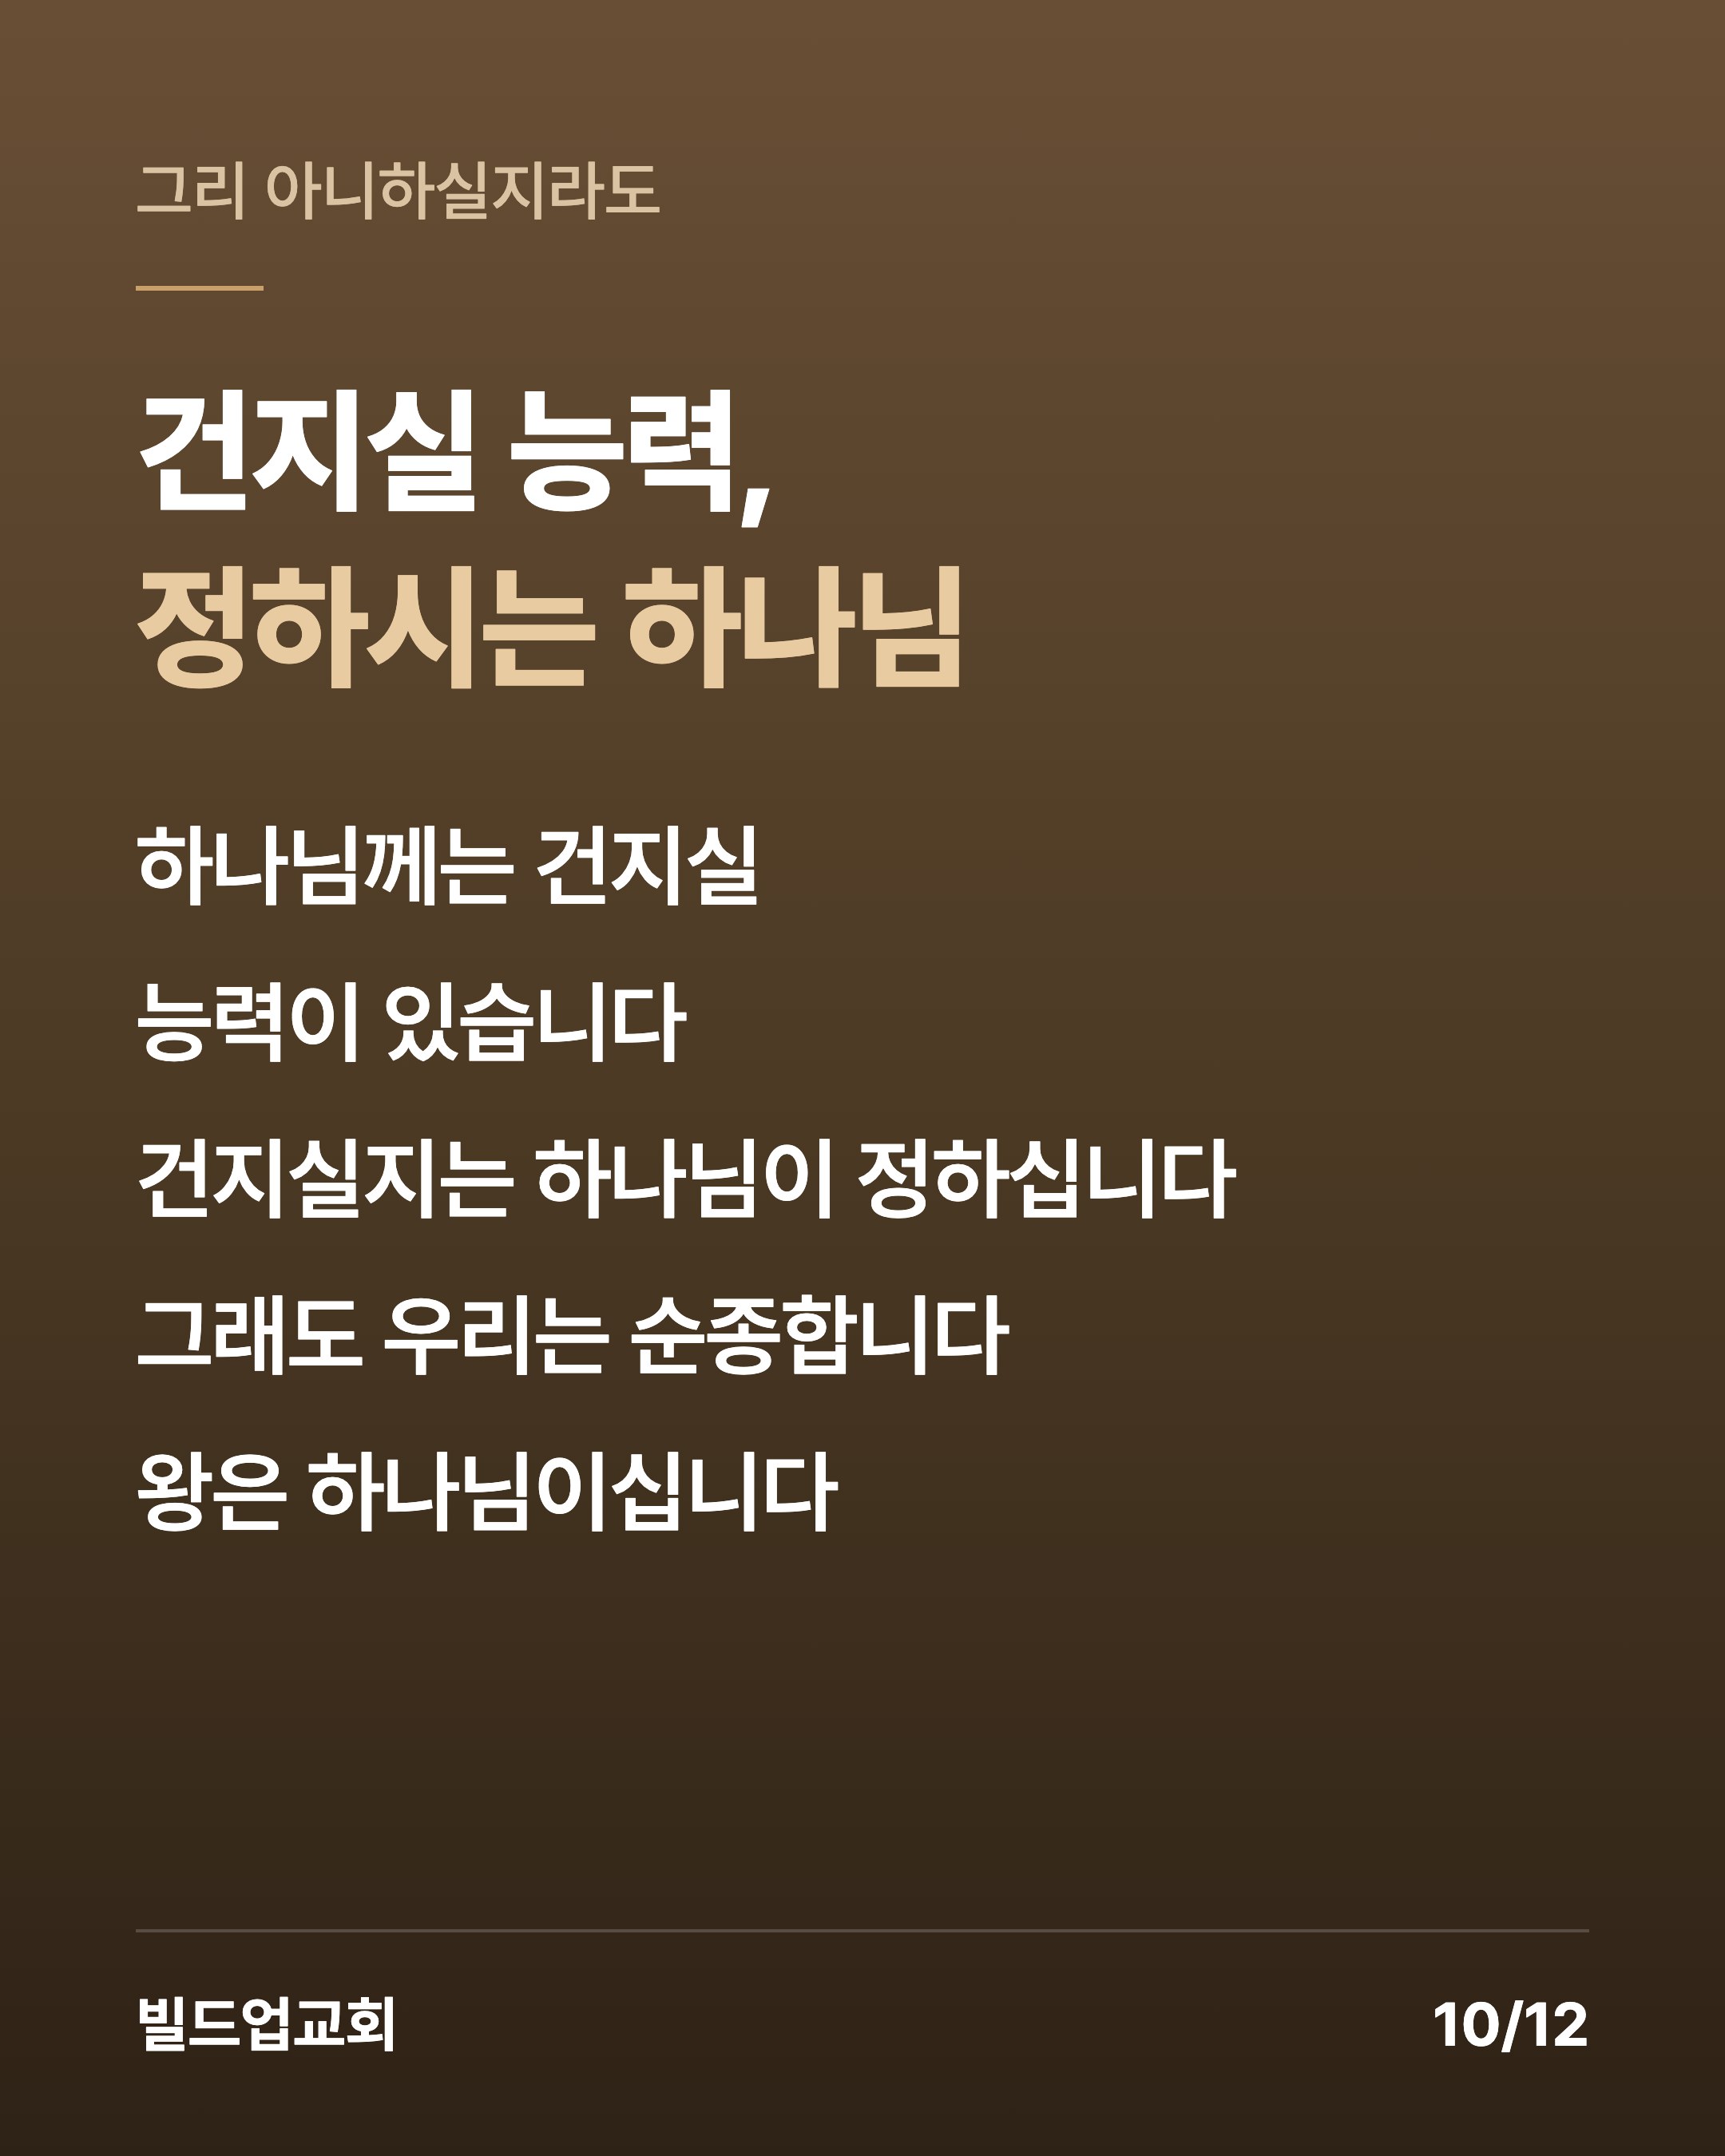 그리 아니하실지라도
건지실 능력,
정하시는 하나님
하나님께는 건지실
능력이 있습니다
건지실지는 하나님이 정하십니다
그래도 우리는 순종합니다
왕은 하나님이십니다
빌드업교회
10/12